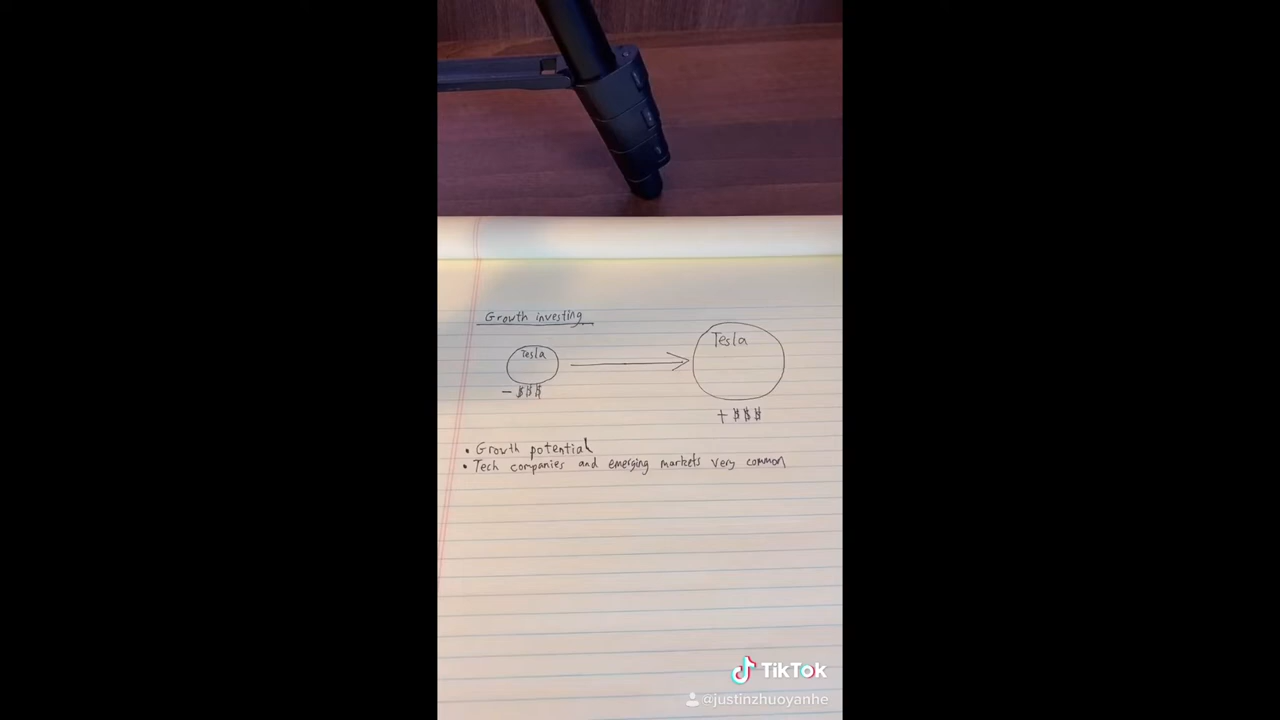 Growth investing
Tesla
Tesla
- $$$
+ $$$
• Growth potential
• Tech companies and emerging markets very common
TikTok
@justinzhuoyanhe